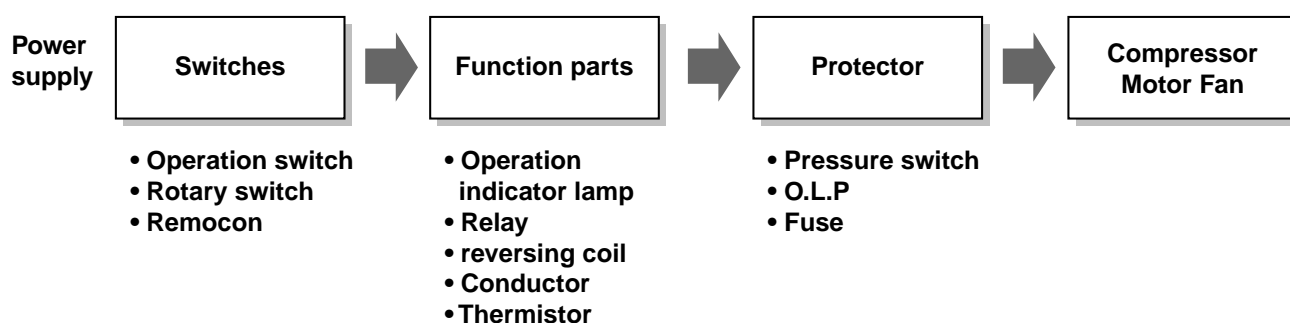 Power
supply
Switches
Function parts
Protector
Compressor
Motor Fan
• Operation switch
• Rotary switch
• Remocon
• Operation
indicator lamp
• Relay
• reversing coil
• Conductor
• Thermistor
• Pressure switch
• O.L.P
• Fuse